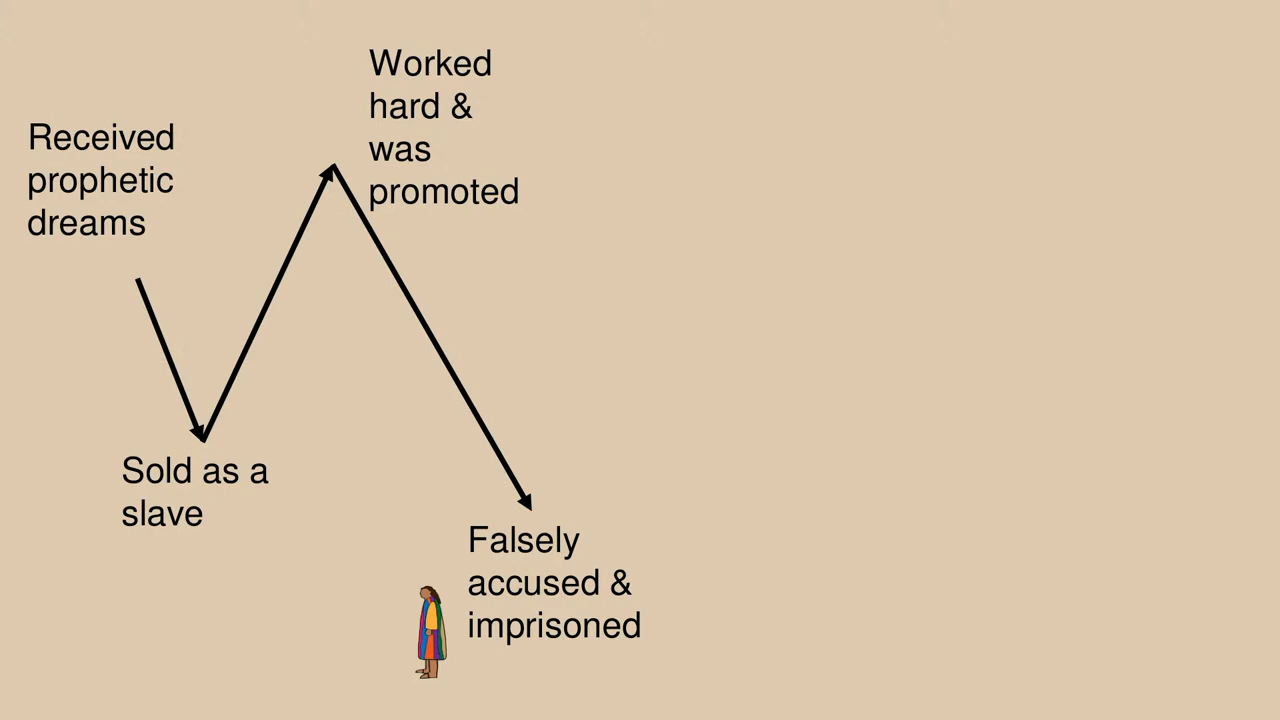 Received
prophetic
dreams
Sold as a
slave
Worked
hard &
was
promoted
Falsely
accused &
imprisoned